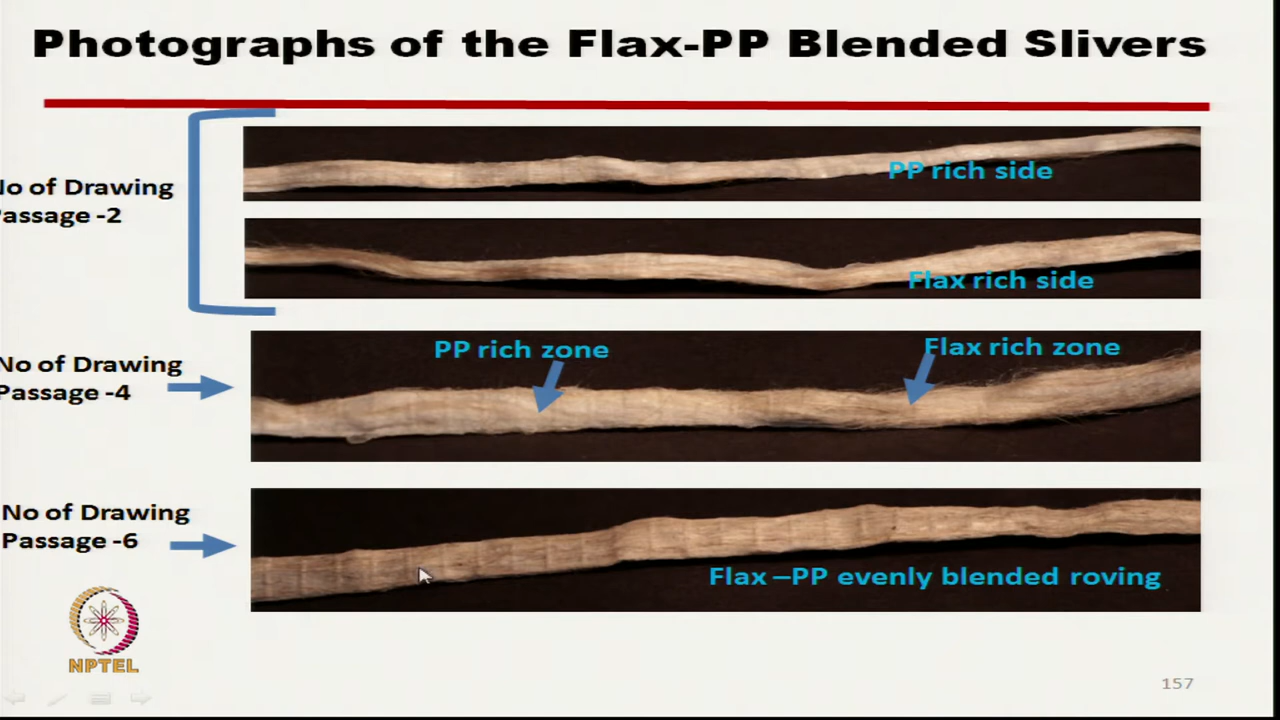 Photographs of the Flax-PP Blended Slivers
No of Drawing
Passage -2
PP rich side
Flax rich side
No of Drawing
Passage -4
PP rich zone
Flax rich zone
No of Drawing
Passage -6
Flax –PP evenly blended roving
NPTEL
157